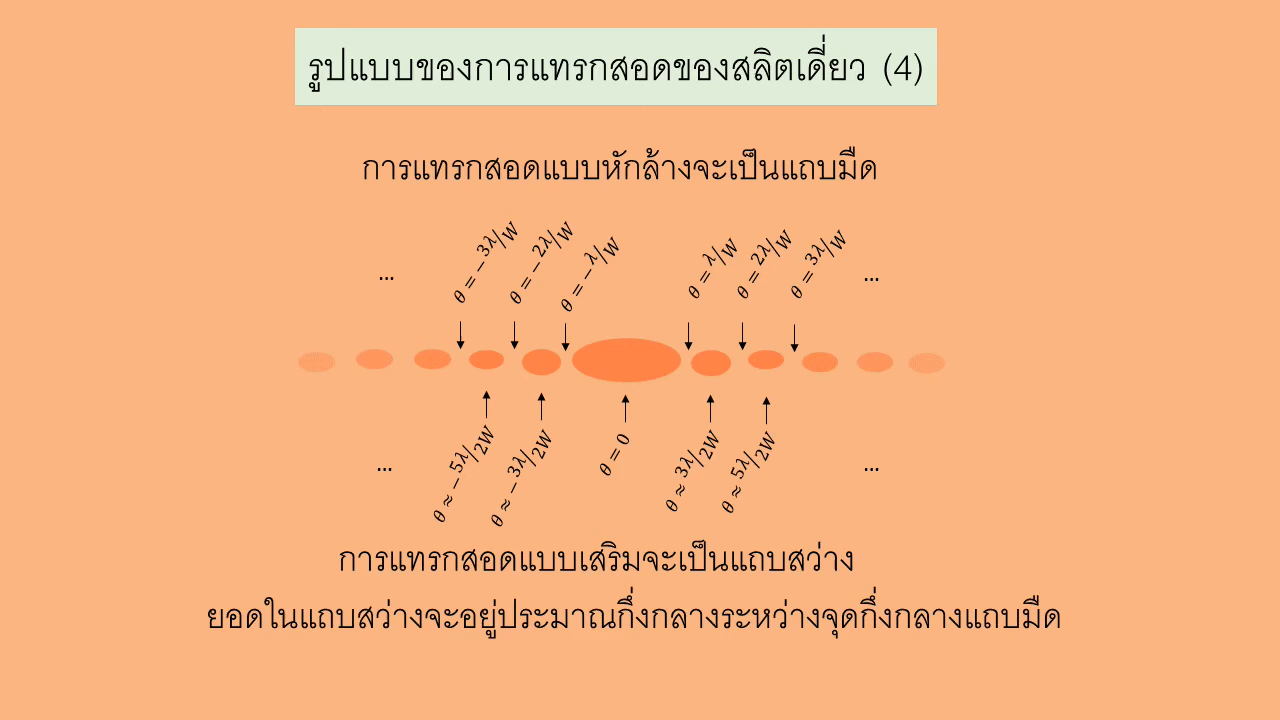 รูปแบบของการแทรกสอดของสลิตเดี่ยว (4)
การแทรกสอดแบบหักล้างจะเป็นแถบมืด
... θ = − 3λ/W θ = − 2λ/W θ = − λ/W θ = λ/W θ = 2λ/W θ = 3λ/W ...
... θ ≈ − 5λ/2W θ ≈ − 3λ/2W θ = 0 θ ≈ 3λ/2W θ ≈ 5λ/2W ...
การแทรกสอดแบบเสริมจะเป็นแถบสว่าง
ยอดในแถบสว่างจะอยู่ประมาณกึ่งกลางระหว่างจุดกึ่งกลางแถบมืด